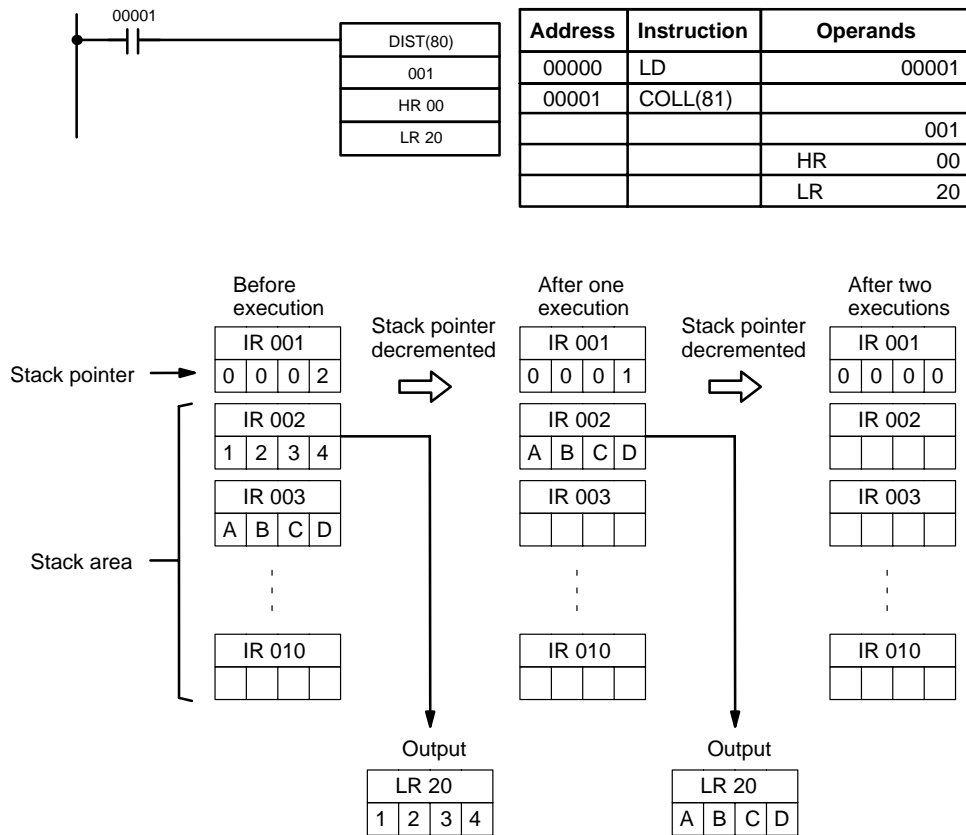 00001
DIST(80)
001
HR 00
LR 20
Address Instruction Operands
00000 LD 00001
00001 COLL(81)
001
HR 00
LR 20
Before
execution
After one
execution
After two
executions
Stack pointer
decremented
Stack pointer
decremented
IR 001 IR 001 IR 001
Stack pointer 0 0 0 2 0 0 0 1 0 0 0 0
IR 002 IR 002 IR 002
1 2 3 4 A B C D
IR 003 IR 003 IR 003
A B C D
Stack area
IR 010 IR 010 IR 010
Output Output
LR 20 LR 20
1 2 3 4 A B C D